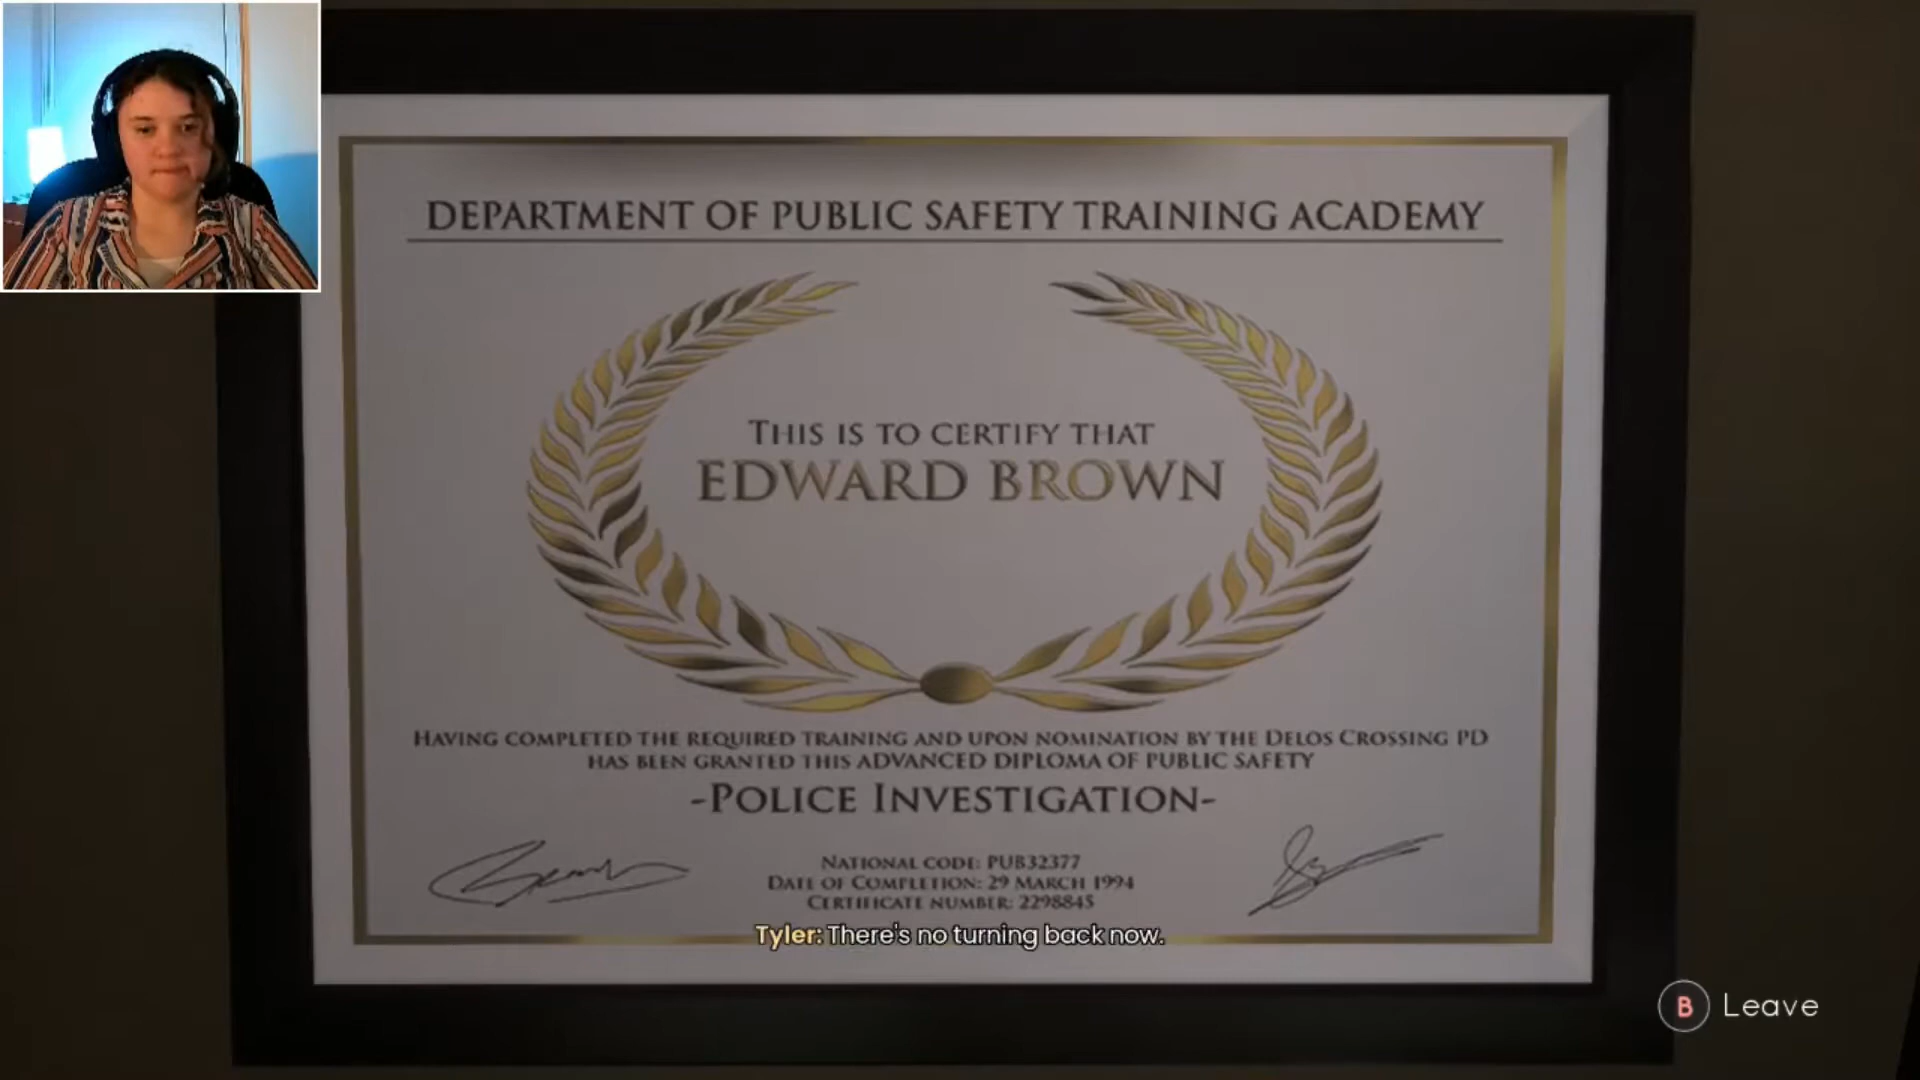 DEPARTMENT OF PUBLIC SAFETY TRAINING ACADEMY
THIS IS TO CERTIFY THAT
EDWARD BROWN
HAVING COMPLETED THE REQUIRED TRAINING AND UPON NOMINATION BY THE DELOS CROSSING PD
HAS BEEN GRANTED THIS ADVANCED DIPLOMA OF PUBLIC SAFETY
-POLICE INVESTIGATION-
NATIONAL CODE: PUB32377
DATE OF COMPLETION: 29 MARCH 1994
CERTIFICATE NUMBER: 2298845
Tyler: There's no turning back now.
B Leave